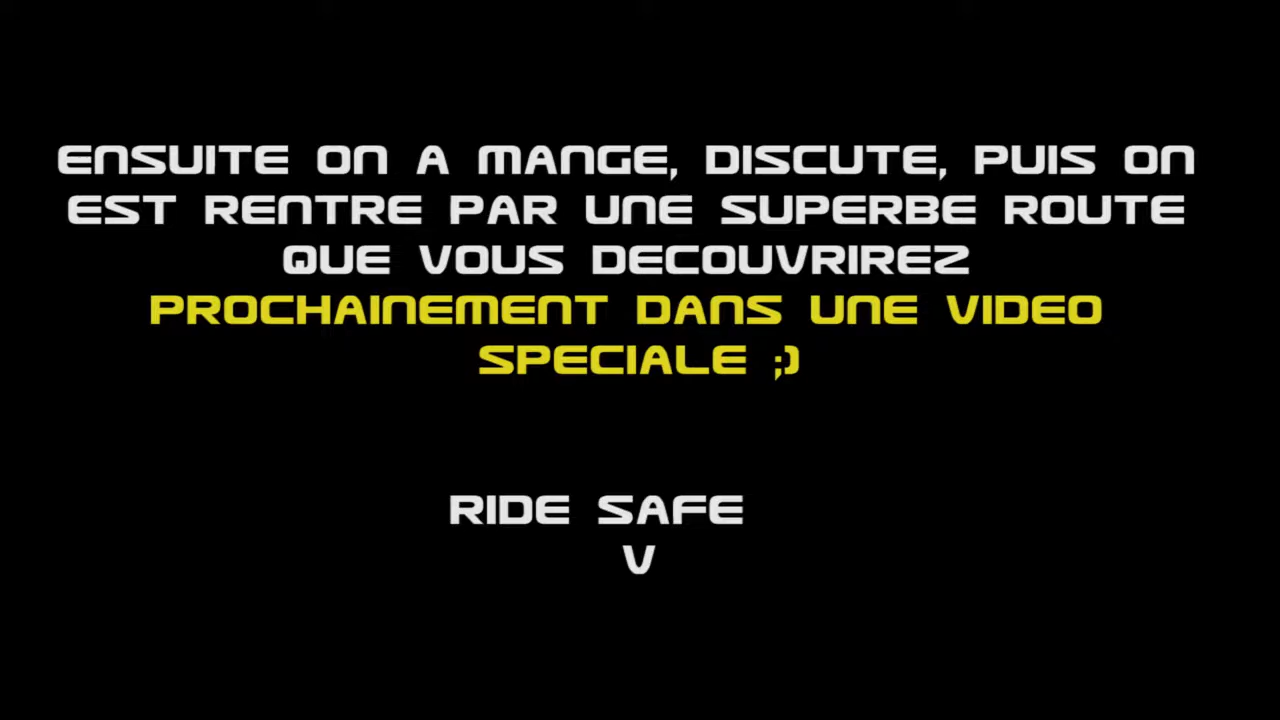 ENSUITE ON A MANGE, DISCUTE, PUIS ON
EST RENTRE PAR UNE SUPERBE ROUTE
QUE VOUS DECOUVRIREZ
PROCHAINEMENT DANS UNE VIDEO
SPECIALE ;)
RIDE SAFE
V